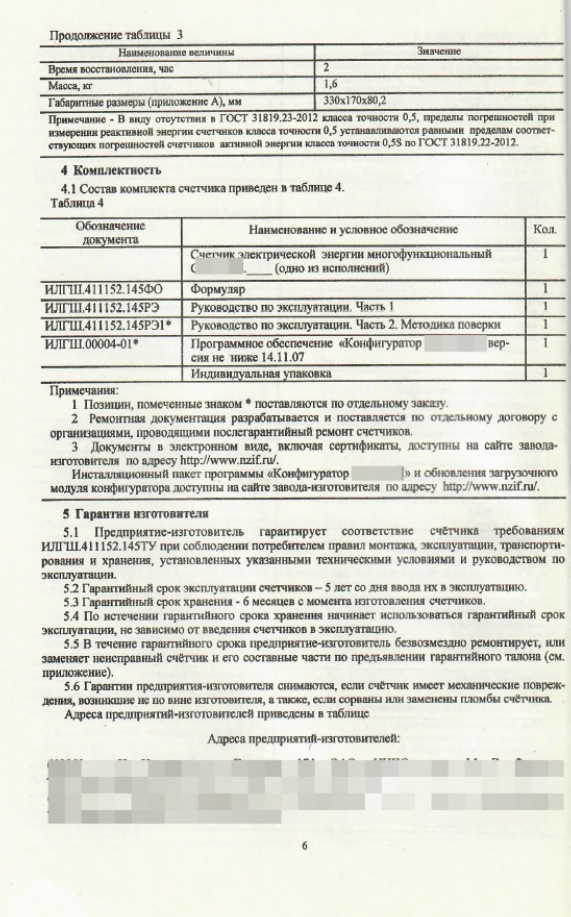 Продолжение таблицы 3
Наименование величины Значение
Время восстановления, час 2
Масса, кг 1,6
Габаритные размеры (приложение А), мм 330х170х80,2
Примечание - В виду отсутствия в ГОСТ 31819.23-2012 класса точности 0,5, пределы погрешностей при
измерении реактивной энергии счетчиков класса точности 0,5 устанавливаются равными пределам соответ-
ствующих погрешностей счетчиков активной энергии класса точности 0,5S по ГОСТ 31819.22-2012.
4 Комплектность
4.1 Состав комплекта счетчика приведен в таблице 4.
Таблица 4
Обозначение документа Наименование и условное обозначение Кол.
Счетчик электрической энергии многофункциональный 1
.____ (одно из исполнений)
ИЛГШ.411152.145ФО Формуляр 1
ИЛГШ.411152.145РЭ Руководство по эксплуатации. Часть 1 1
ИЛГШ.411152.145РЭ1* Руководство по эксплуатации. Часть 2. Методика поверки 1
ИЛГШ.00004-01* Программное обеспечение «Конфигуратор вер- 1
сия не ниже 14.11.07
Индивидуальная упаковка 1
Примечания:
1 Позиции, помеченные знаком * поставляются по отдельному заказу.
2 Ремонтная документация разрабатывается и поставляется по отдельному договору с
организациями, проводящими послегарантийный ремонт счетчиков.
3 Документы в электронном виде, включая сертификаты, доступны на сайте завода-
изготовителя по адресу http://www.nzif.ru/.
Инсталляционный пакет программы «Конфигуратор » и обновления загрузочного
модуля конфигуратора доступны на сайте завода-изготовителя по адресу http://www.nzif.ru/.
5 Гарантии изготовителя
5.1 Предприятие-изготовитель гарантирует соответствие счётчика требованиям
ИЛГШ.411152.145ТУ при соблюдении потребителем правил монтажа, эксплуатации, транспорти-
рования и хранения, установленных указанными техническими условиями и руководством по
эксплуатации.
5.2 Гарантийный срок эксплуатации счетчиков – 5 лет со дня ввода их в эксплуатацию.
5.3 Гарантийный срок хранения - 6 месяцев с момента изготовления счетчиков.
5.4 По истечении гарантийного срока хранения начинает использоваться гарантийный срок
эксплуатации, не зависимо от введения счетчиков в эксплуатацию.
5.5 В течение гарантийного срока предприятие-изготовитель безвозмездно ремонтирует, или
заменяет неисправный счётчик и его составные части по предъявлении гарантийного талона (см.
приложение).
5.6 Гарантии предприятия-изготовителя снимаются, если счётчик имеет механические повреж-
дения, возникшие не по вине изготовителя, а также, если сорваны или заменены пломбы счётчика.
Адреса предприятий-изготовителей приведены в таблице
Адреса предприятий-изготовителей:
6